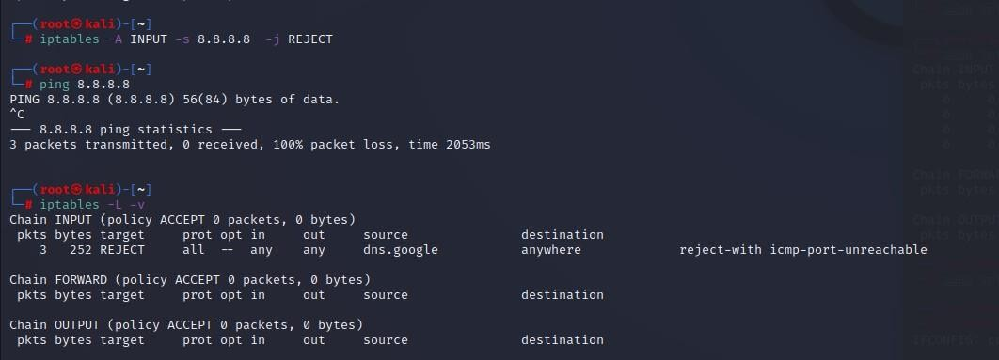 ┌──(root㉿kali)-[~]
└─# iptables -A INPUT -s 8.8.8.8  -j REJECT
┌──(root㉿kali)-[~]
└─# ping 8.8.8.8
PING 8.8.8.8 (8.8.8.8) 56(84) bytes of data.
^C
--- 8.8.8.8 ping statistics ---
3 packets transmitted, 0 received, 100% packet loss, time 2053ms
┌──(root㉿kali)-[~]
└─# iptables -L -v
Chain INPUT (policy ACCEPT 0 packets, 0 bytes)
pkts bytes target prot opt in out source destination
3 252 REJECT all -- any any dns.google anywhere reject-with icmp-port-unreachable
Chain FORWARD (policy ACCEPT 0 packets, 0 bytes)
pkts bytes target prot opt in out source destination
Chain OUTPUT (policy ACCEPT 0 packets, 0 bytes)
pkts bytes target prot opt in out source destination